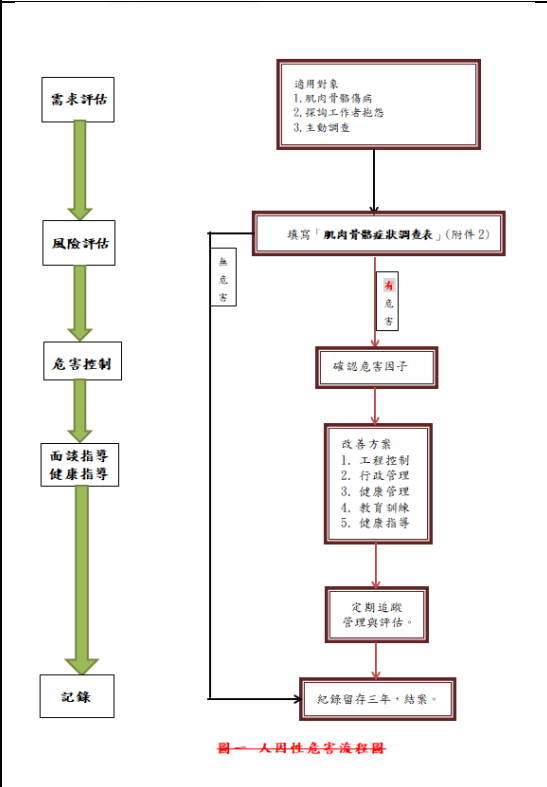 需求評估
適用對象
1.肌肉骨骼傷病
2.探詢工作者抱怨
3.主動調查
風險評估
填寫「肌肉骨骼症狀調查表」(附件2)
無危害
有危害
危害控制
確認危害因子
面談指導
健康指導
改善方案
1. 工程控制
2. 行政管理
3. 健康管理
4. 教育訓練
5. 健康指導
定期追蹤
管理與評估。
記錄
紀錄留存三年，結案。
圖一 人因性危害流程圖